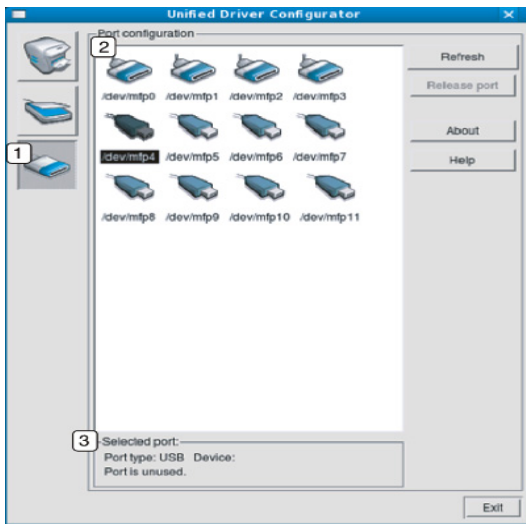 Unified Driver Configurator
Port configuration
2
Refresh
/dev/mfp0 /dev/mfp1 /dev/mfp2 /dev/mfp3
Release port
About
1
/dev/mfp4 /dev/mfp5 /dev/mfp6 /dev/mfp7
Help
/dev/mfp8 /dev/mfp9 /dev/mfp10 /dev/mfp11
3
Selected port:
Port type: USB Device:
Port is unused.
Exit